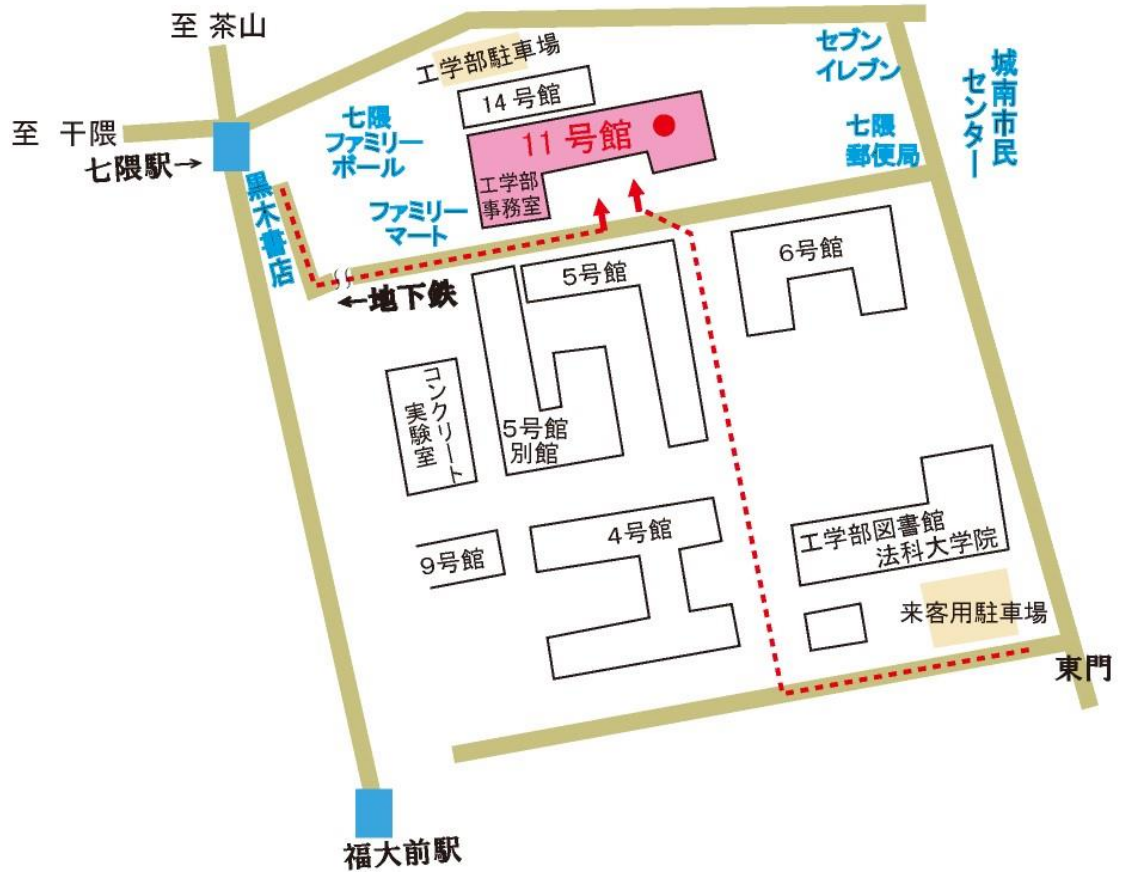 至 茶山
工学部駐車場
セブン
イレブン
城南市民
センター
14号館
至 干隈
七隈
ファミリー
ボール
11号館
七隈
郵便局
七隈駅→
工学部
事務室
黒木書店
ファミリー
マート
6号館
5号館
←地下鉄
コンクリート
実験室
5号館
別館
4号館
工学部図書館
法科大学院
9号館
来客用駐車場
東門
福大前駅